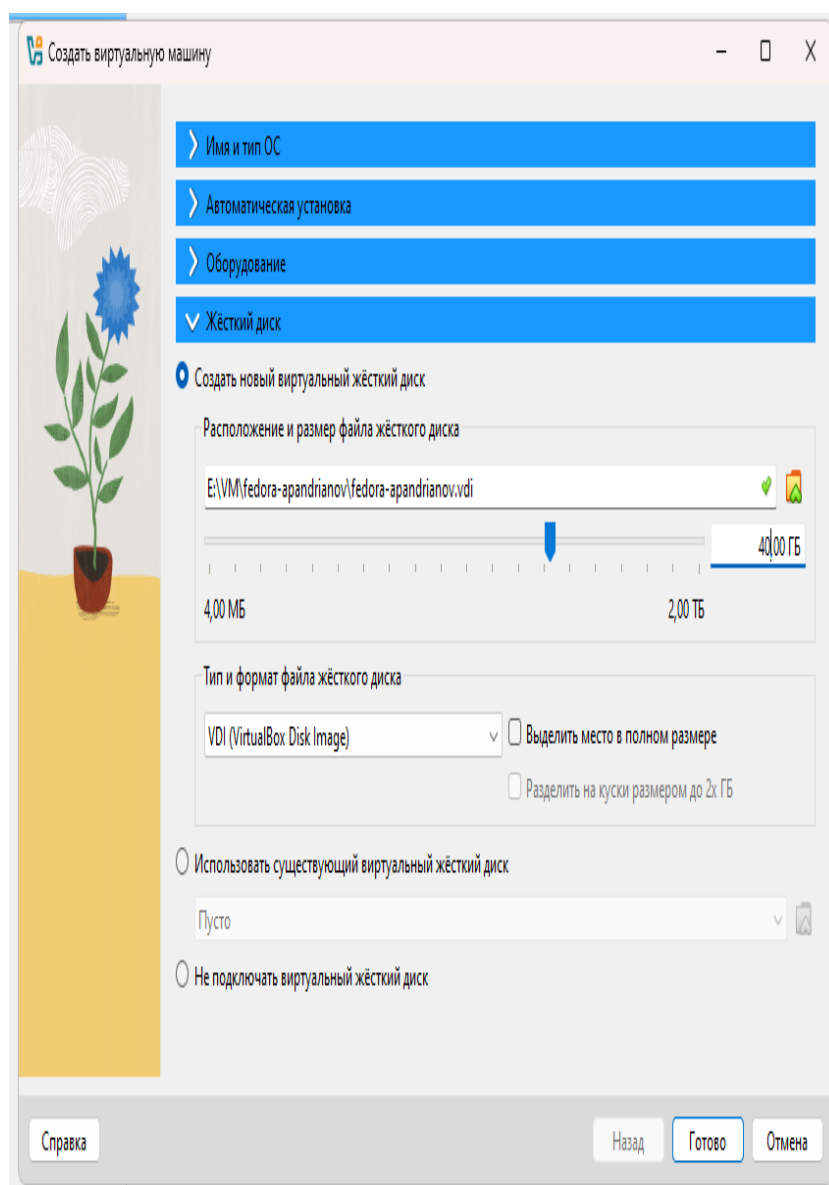 Создать виртуальную машину
Имя и тип ОС
Автоматическая установка
Оборудование
Жёсткий диск
Создать новый виртуальный жёсткий диск
Расположение и размер файла жёсткого диска
E:\VM\fedora-apandrianov\fedora-apandrianov.vdi
40,00 ГБ
4,00 МБ 2,00 ТБ
Тип и формат файла жёсткого диска
VDI (VirtualBox Disk Image) Выделить место в полном размере
Разделить на куски размером до 2х ГБ
Использовать существующий виртуальный жёсткий диск
Пусто
Не подключать виртуальный жёсткий диск
Справка Назад Готово Отмена